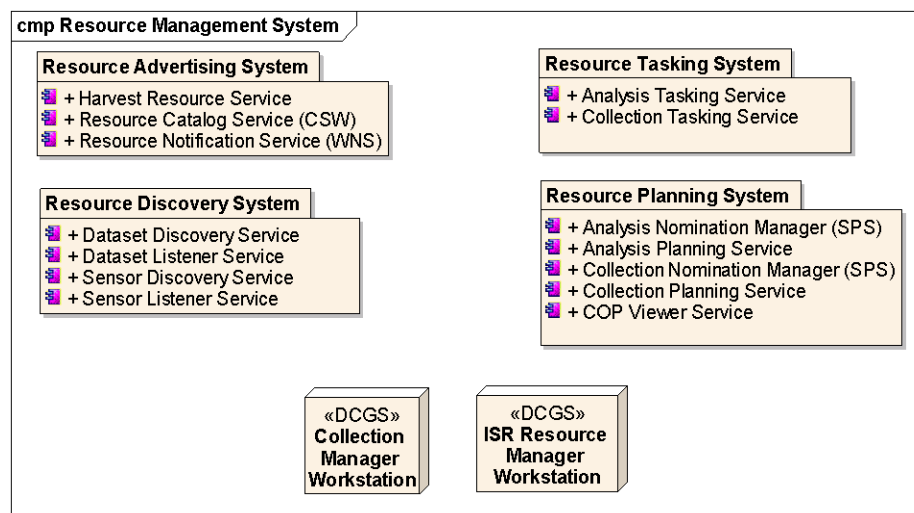 cmp Resource Management System
Resource Advertising System
+ Harvest Resource Service
+ Resource Catalog Service (CSW)
+ Resource Notification Service (WNS)
Resource Tasking System
+ Analysis Tasking Service
+ Collection Tasking Service
Resource Discovery System
+ Dataset Discovery Service
+ Dataset Listener Service
+ Sensor Discovery Service
+ Sensor Listener Service
Resource Planning System
+ Analysis Nomination Manager (SPS)
+ Analysis Planning Service
+ Collection Nomination Manager (SPS)
+ Collection Planning Service
+ COP Viewer Service
«DCGS»
Collection
Manager
Workstation
«DCGS»
ISR Resource
Manager
Workstation